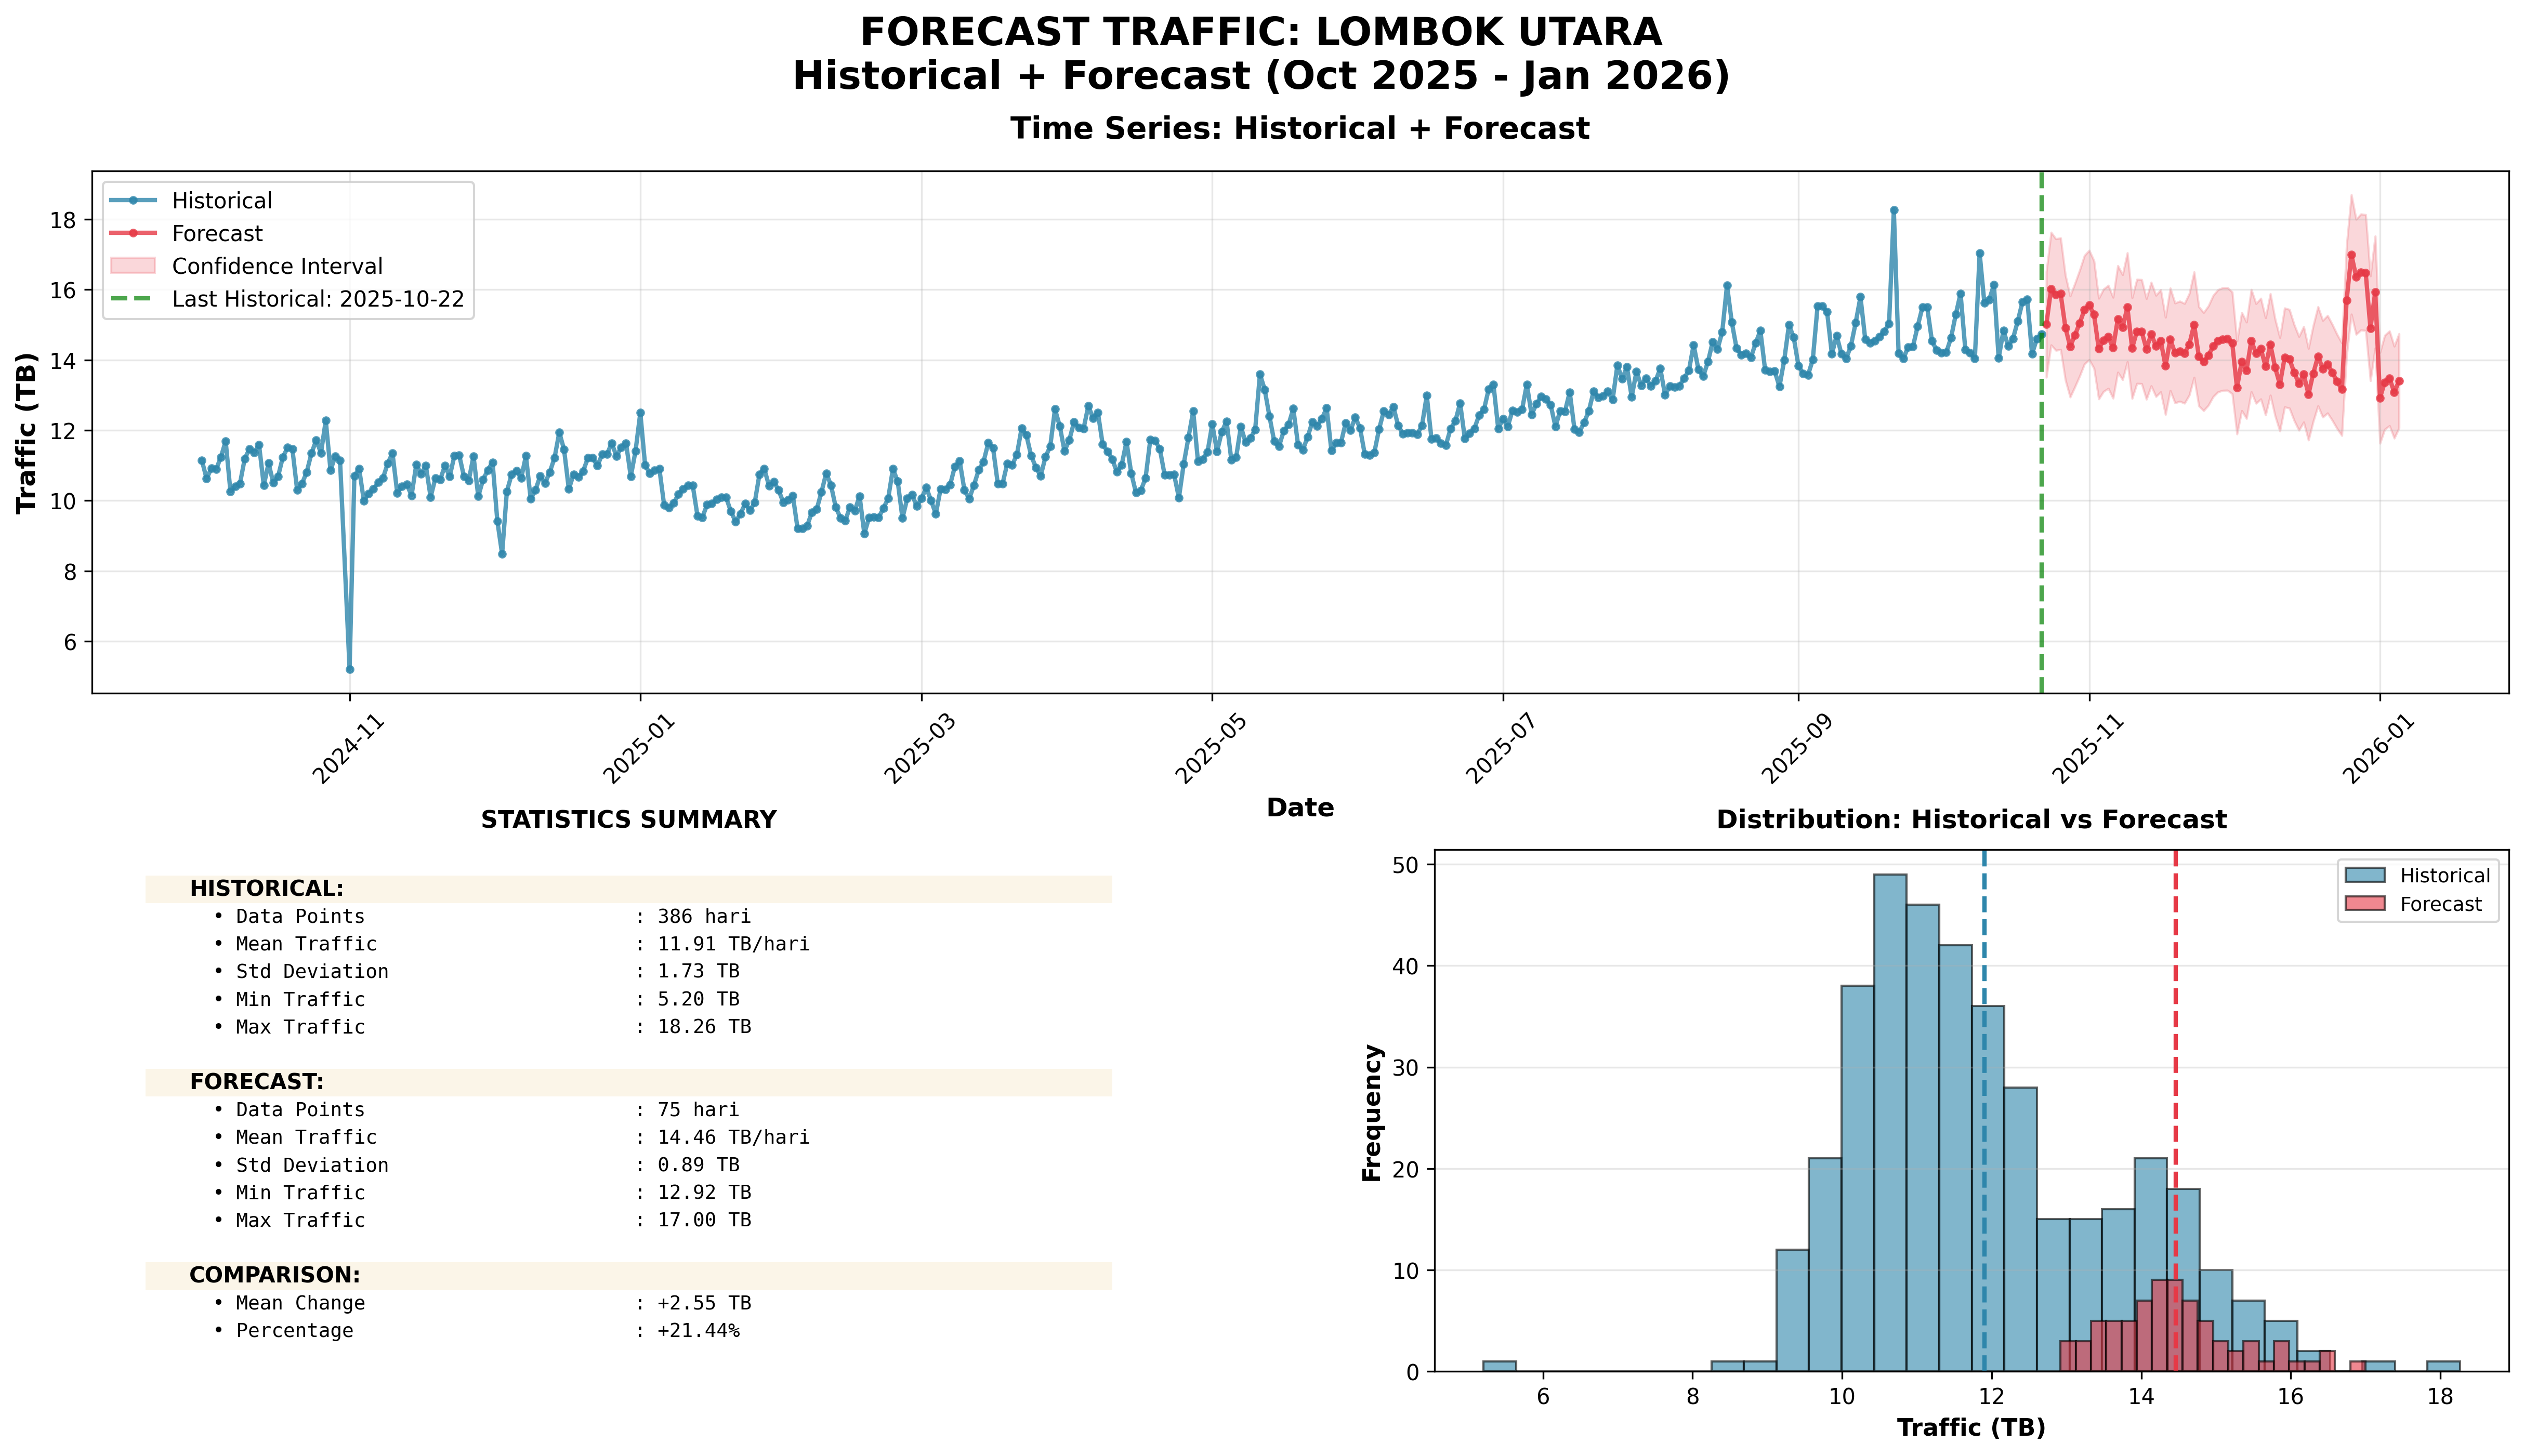 FORECAST TRAFFIC: LOMBOK UTARA
Historical + Forecast (Oct 2025 - Jan 2026)
Time Series: Historical + Forecast
Historical
Forecast
Confidence Interval
Last Historical: 2025-10-22
Traffic (TB)
18
16
14
12
10
8
6
2024-11
2025-01
2025-03
2025-05
2025-07
2025-09
2025-11
2026-01
Date
STATISTICS SUMMARY
HISTORICAL:
• Data Points : 386 hari
• Mean Traffic : 11.91 TB/hari
• Std Deviation : 1.73 TB
• Min Traffic : 5.20 TB
• Max Traffic : 18.26 TB
FORECAST:
• Data Points : 75 hari
• Mean Traffic : 14.46 TB/hari
• Std Deviation : 0.89 TB
• Min Traffic : 12.92 TB
• Max Traffic : 17.00 TB
COMPARISON:
• Mean Change : +2.55 TB
• Percentage : +21.44%
Distribution: Historical vs Forecast
Historical
Forecast
Frequency
50
40
30
20
10
0
6
8
10
12
14
16
18
Traffic (TB)